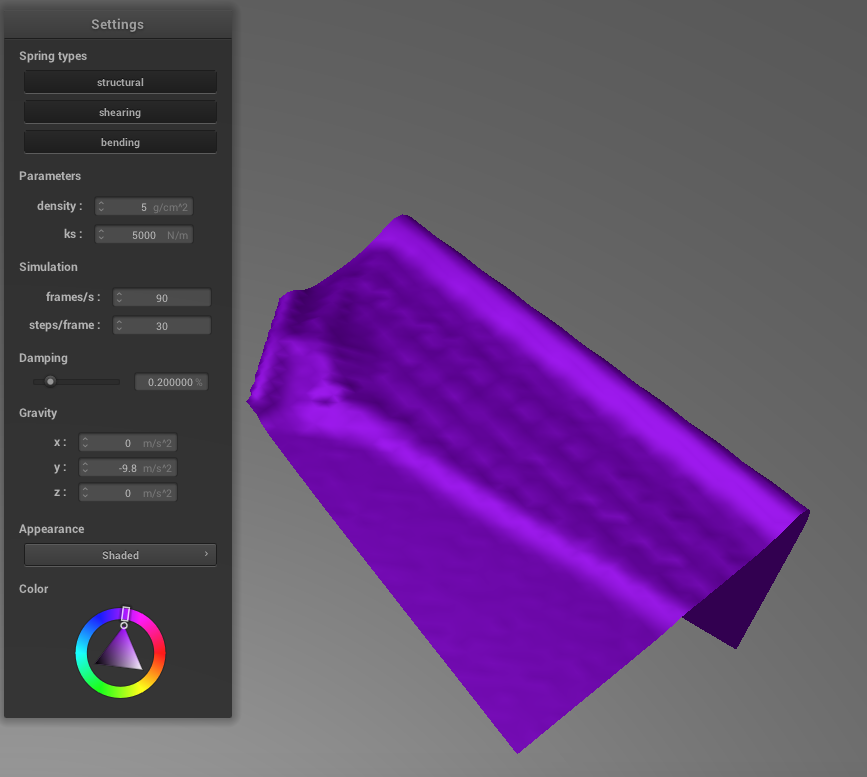 Settings
Spring types
structural
shearing
bending
Parameters
density : 5 g/cm^2
ks : 5000 N/m
Simulation
frames/s : 90
steps/frame : 30
Damping
0.200000 %
Gravity
x : 0 m/s^2
y : -9.8 m/s^2
z : 0 m/s^2
Appearance
Shaded
Color